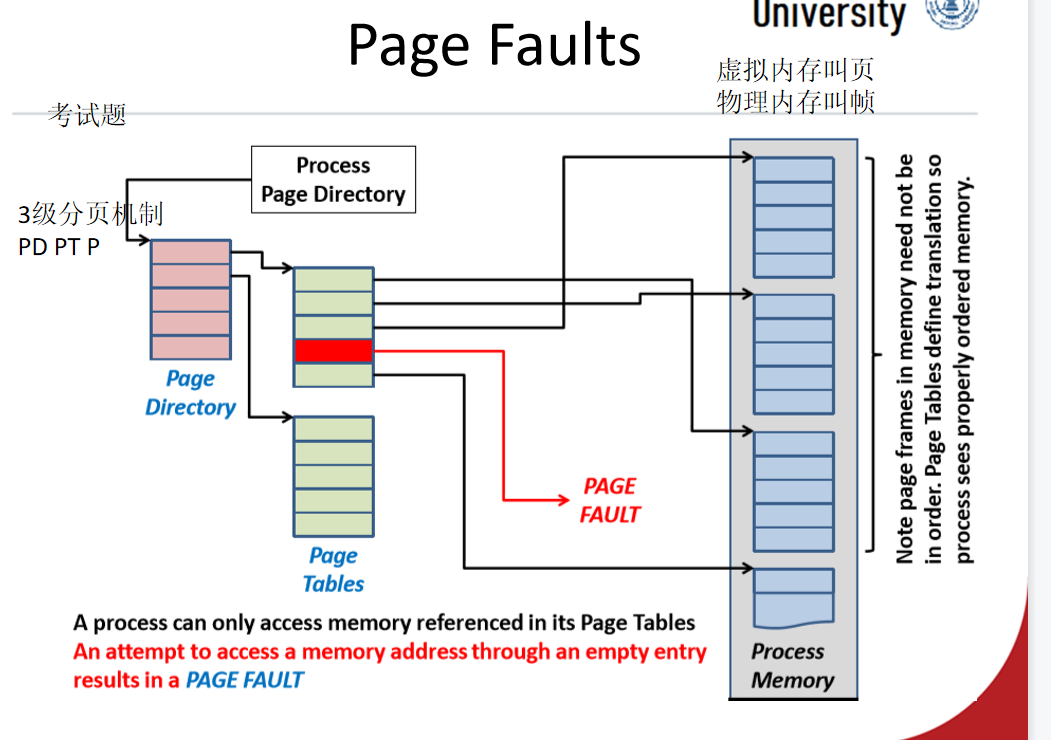 University
Page Faults
虚拟内存叫页
物理内存叫帧
考试题
Process
Page Directory
3级分页机制
PD PT P
Page
Directory
Page
Tables
PAGE
FAULT
Note page frames in memory need not be
in order. Page Tables define translation so
process sees properly ordered memory.
A process can only access memory referenced in its Page Tables
An attempt to access a memory address through an empty entry
results in a PAGE FAULT
Process
Memory